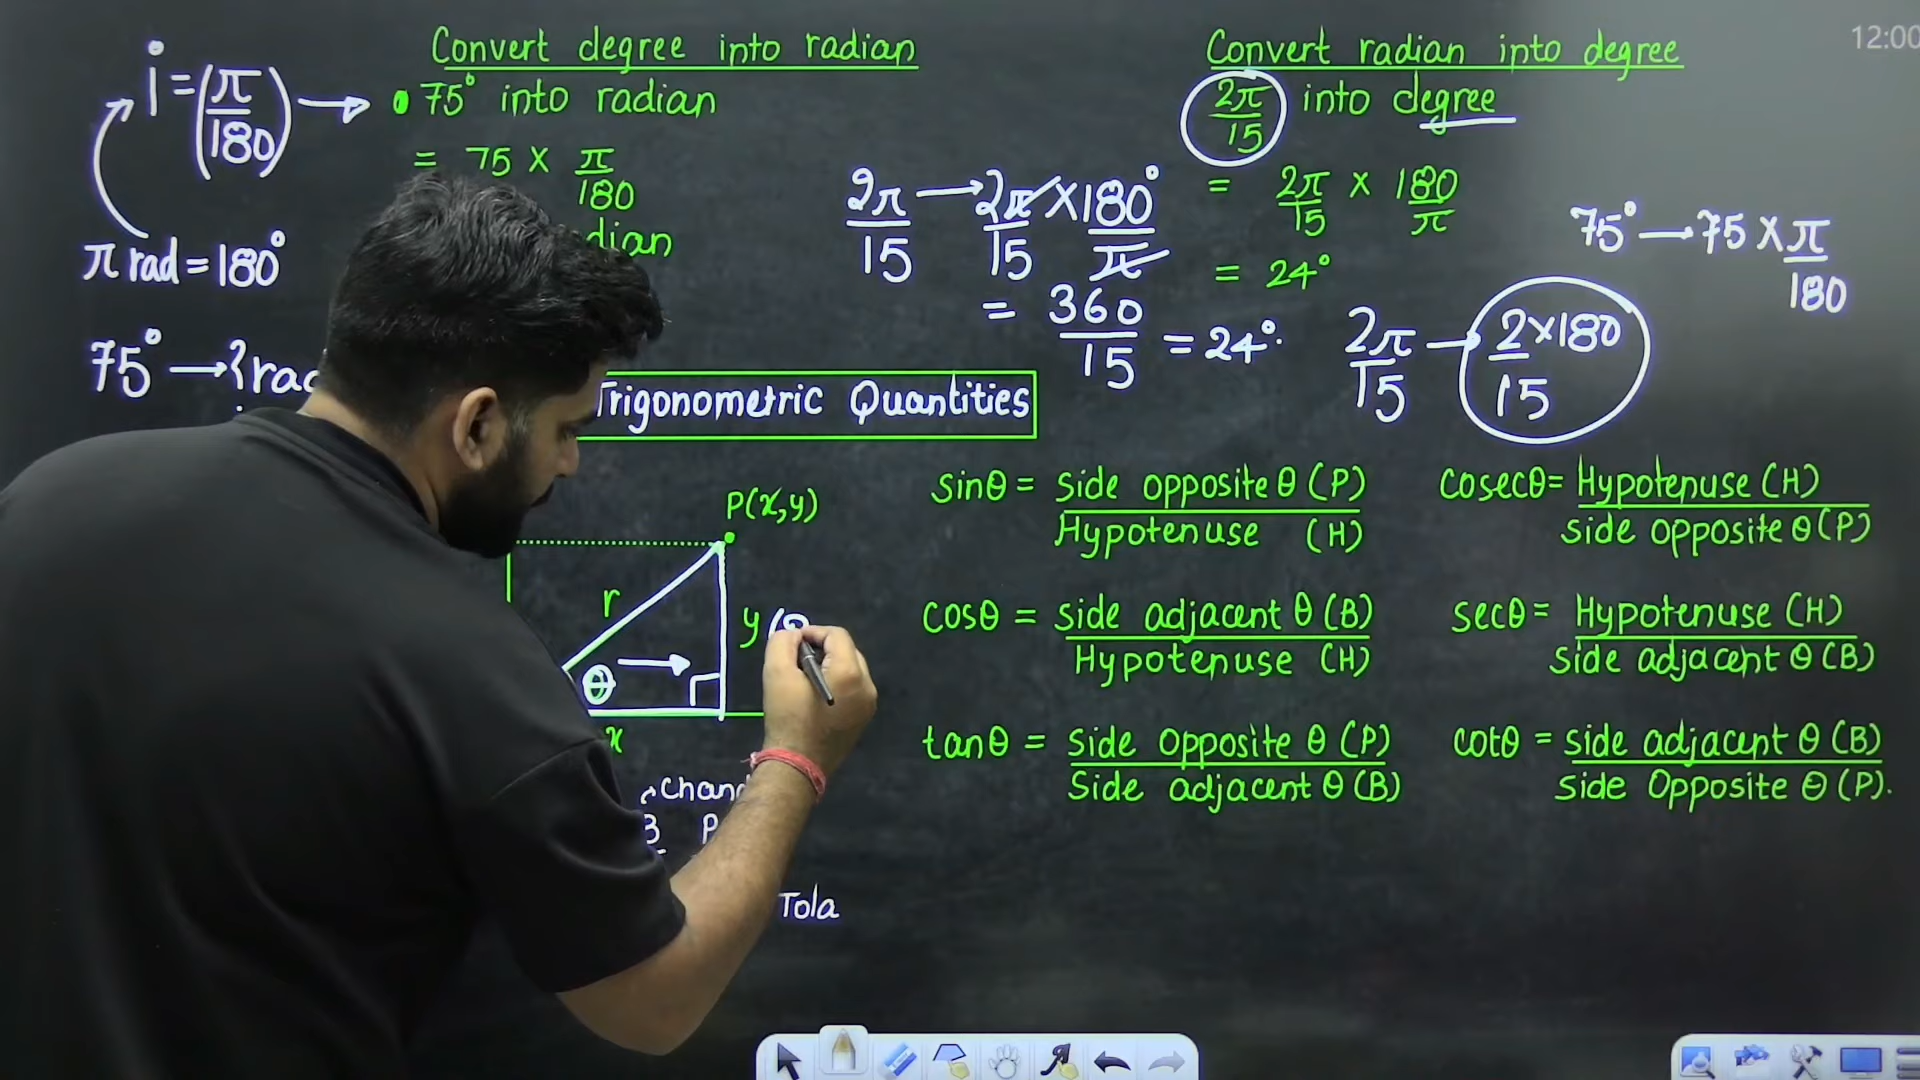 12:00
Convert degree into radian
1° = (π/180) → • 75° into radian
= 75 × π/180
π rad = 180°
75° → ? rad
2π/15 → 2π/15 × 180°/π
= 360/15 = 24°
Convert radian into degree
2π/15 into degree
= 2π/15 × 180/π
= 24°
75° → 75 × π/180
2π/15 → 2×180/15
Trigonometric Quantities
P(x,y)
r
y
θ
x
B P
Tola
sinθ = Side opposite θ (P) / Hypotenuse (H)
cosecθ = Hypotenuse (H) / Side opposite θ (P)
cosθ = Side adjacent θ (B) / Hypotenuse (H)
secθ = Hypotenuse (H) / Side adjacent θ (B)
tanθ = Side Opposite θ (P) / Side adjacent θ (B)
cotθ = Side adjacent θ (B) / Side Opposite θ (P).